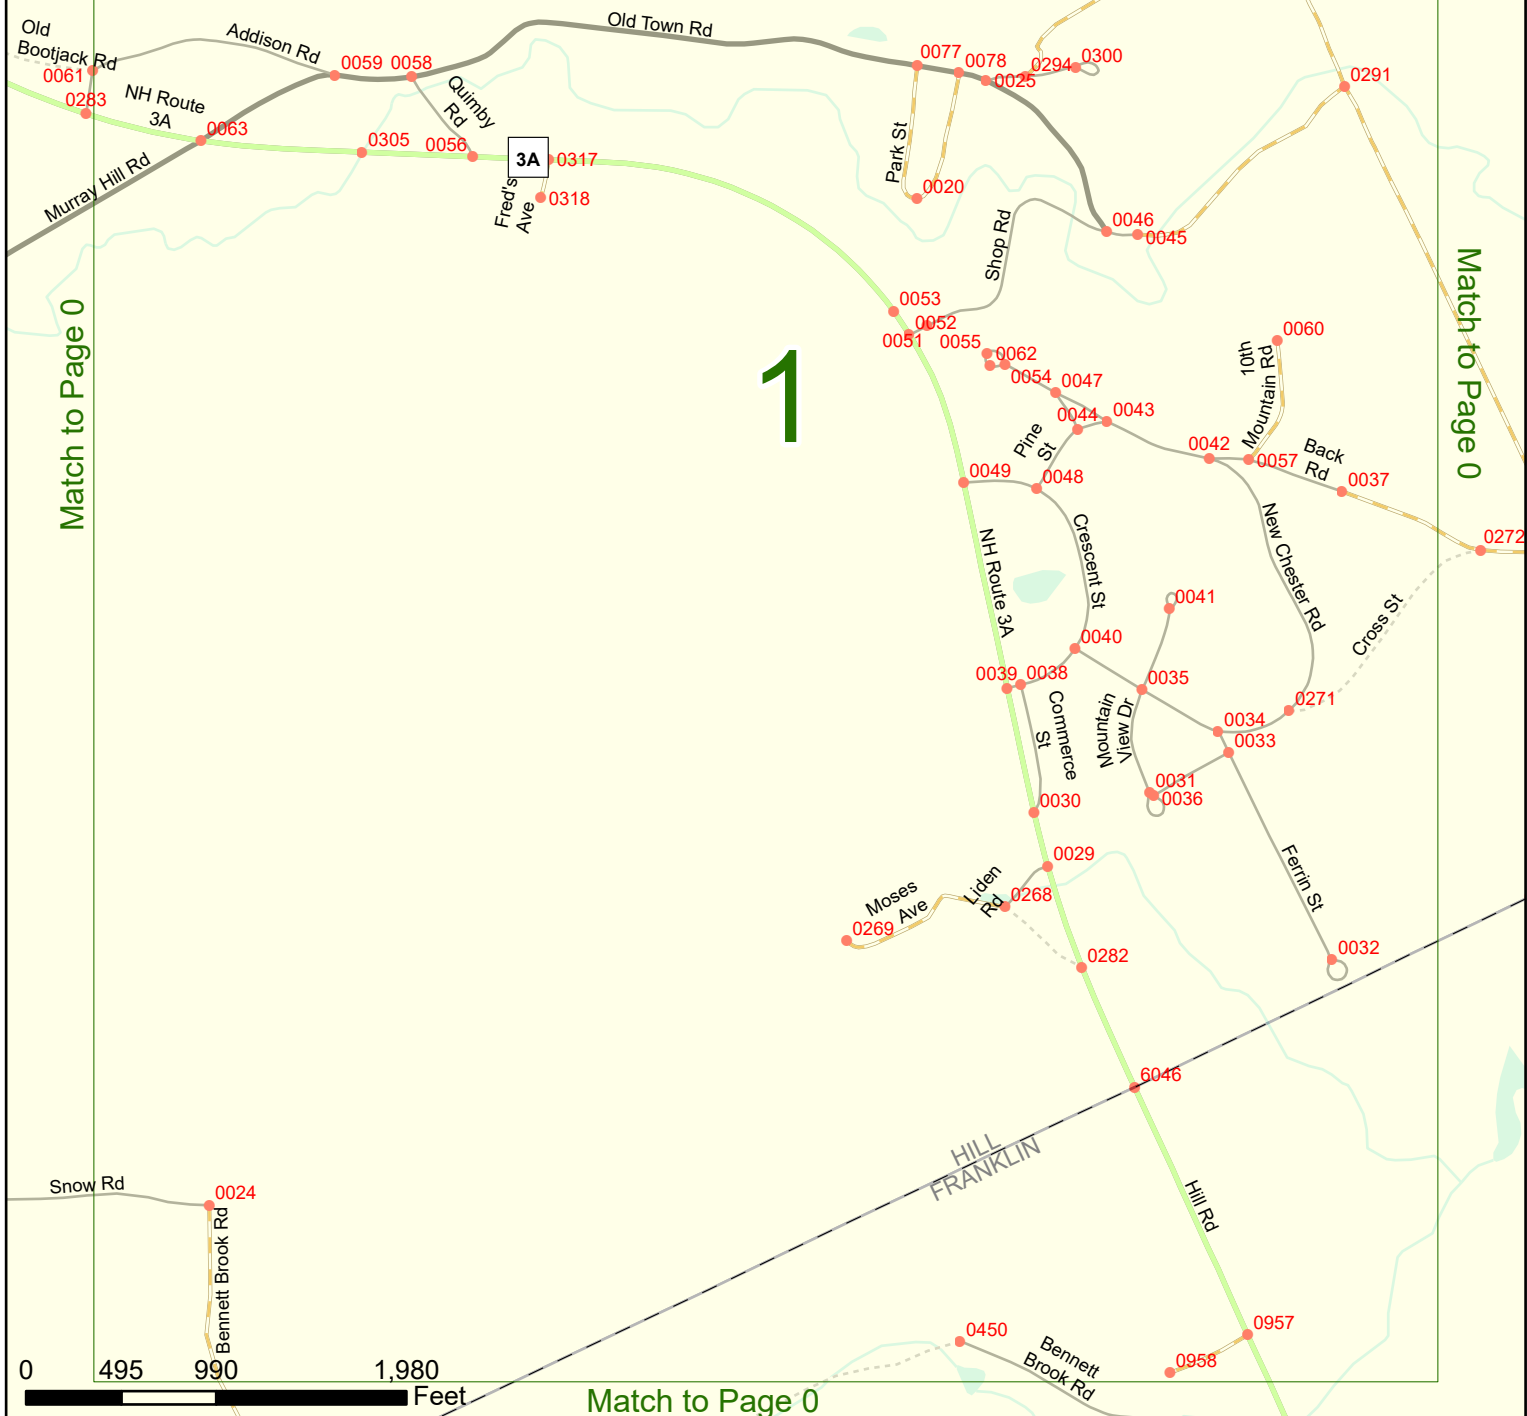 Old
Bootjack Rd
Addison Rd
Old Town Rd
0061
0059
0058
0077
0078
0294
0300
0025
0291
0283
NH Route
3A
Quimby
Rd
0063
0305
0056
3A
0317
Park St
Murray Hill Rd
Fred's
Ave
0318
0020
0046
0045
Shop Rd
Match to Page 0
Match to Page 0
0053
0052
0051
0055
0062
0054
0047
0060
10th
Mountain Rd
1
0044
0043
Pine
St
0042
0057
Back
Rd
0037
0049
0048
New Chester Rd
Crescent St
NH Route 3A
0272
0041
Cross St
0040
0039
0038
0035
0271
Commerce
St
Mountain
View Dr
0034
0033
0031
0036
0030
0029
Ferrin St
Moses
Ave
Liden
Rd
0268
0269
0282
0032
6046
HILL
FRANKLIN
Snow Rd
0024
Bennett Brook Rd
Hill Rd
0450
0957
0958
Bennett
Brook Rd
0
495
990
1,980
Feet
Match to Page 0